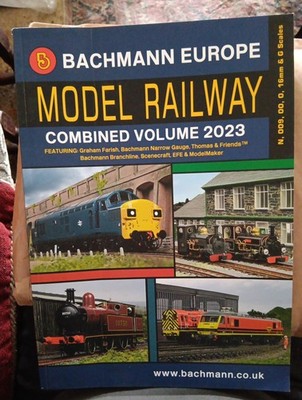 5 BACHMANN EUROPE
MODEL RAILWAY
COMBINED VOLUME 2023
FEATURING: Graham Farish, Bachmann Narrow Gauge, Thomas & Friends™
Bachmann Branchline, Scenecraft, EFE & ModelMaker
N, 009, 00, O, 16mm & G Scales
www.bachmann.co.uk